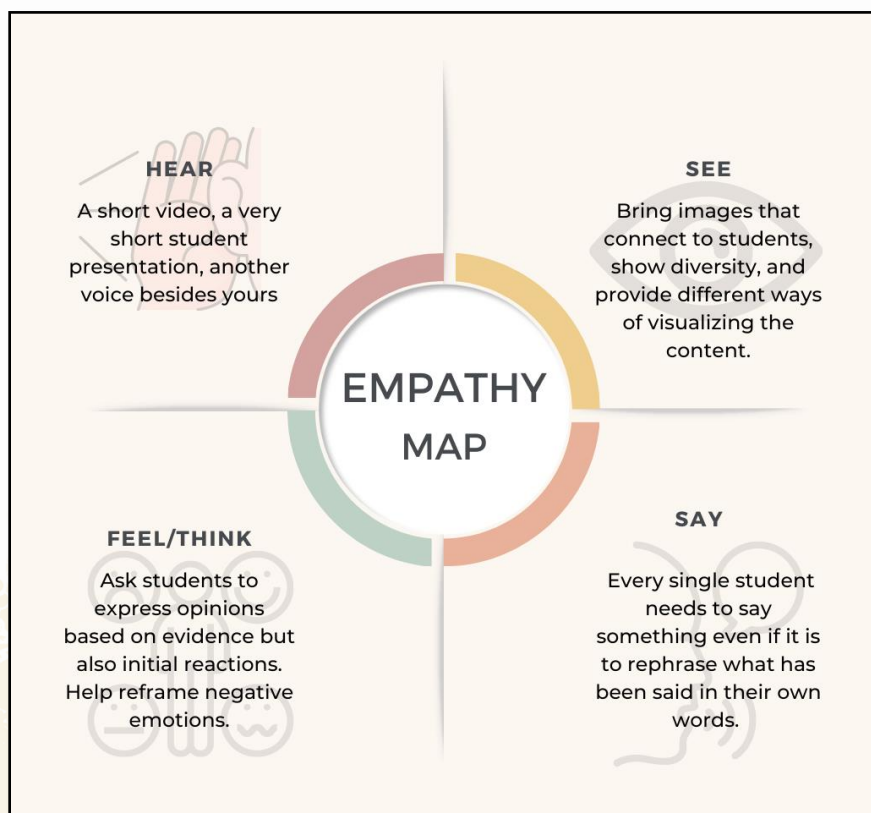 HEAR
A short video, a very
short student
presentation, another
voice besides yours
SEE
Bring images that
connect to students,
show diversity, and
provide different ways
of visualizing the
content.
EMPATHY
MAP
FEEL/THINK
Ask students to
express opinions
based on evidence but
also initial reactions.
Help reframe negative
emotions.
SAY
Every single student
needs to say
something even if it is
to rephrase what has
been said in their own
words.